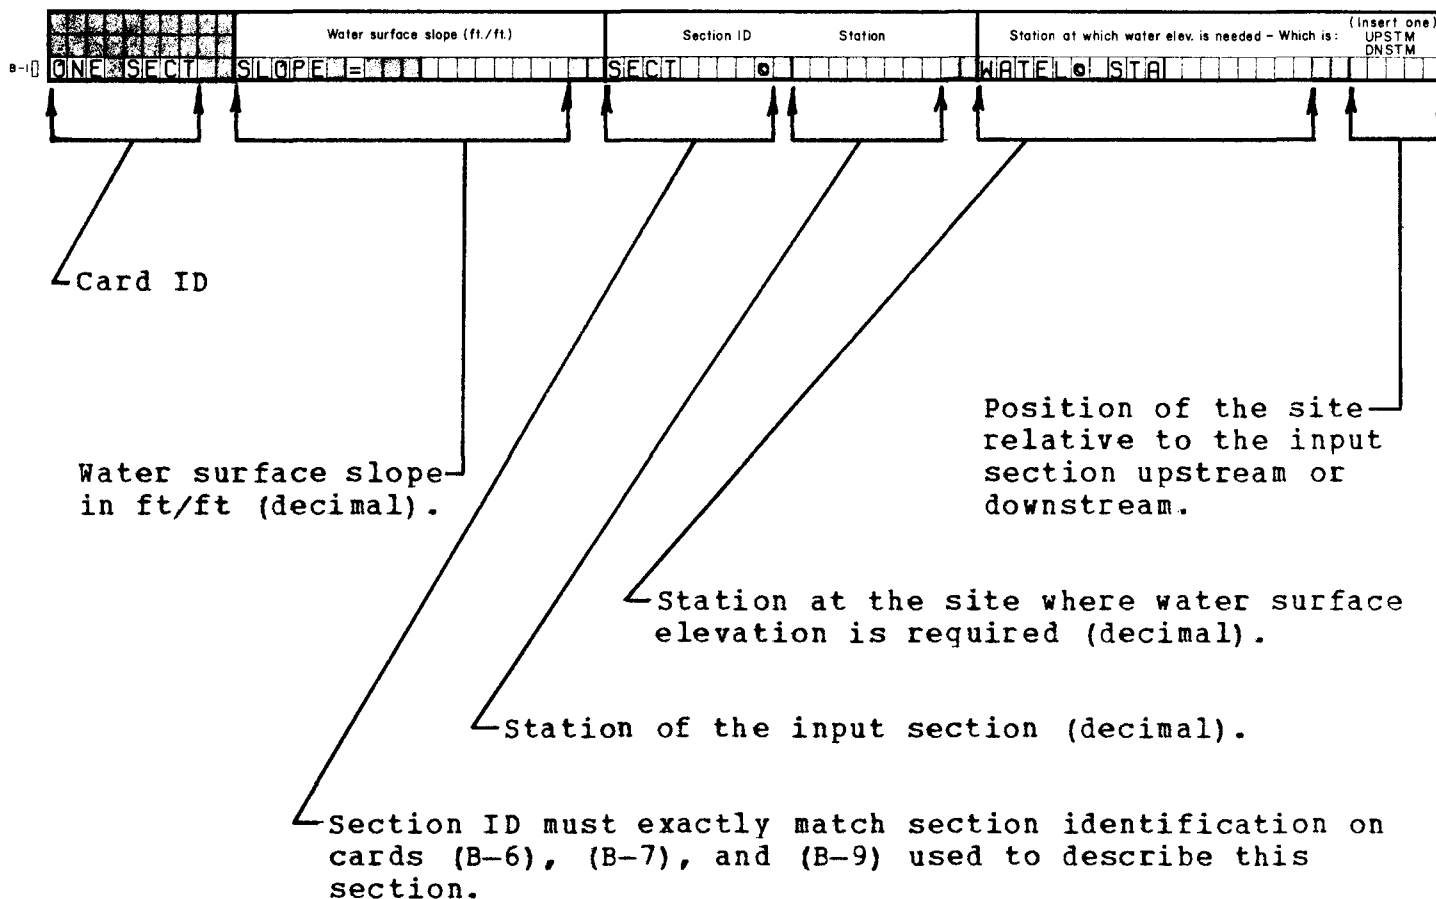 Water surface slope (ft./ft.) Section ID Station Station at which water elev. is needed - Which is: (Insert one)
UPSTM
DNSTM
B-1 ONE SECT SLOPE = SECT @ WATEL@ STA
Card ID
Position of the site
relative to the input
section upstream or
downstream.
Water surface slope
in ft/ft (decimal).
Station at the site where water surface
elevation is required (decimal).
Station of the input section (decimal).
Section ID must exactly match section identification on
cards (B-6), (B-7), and (B-9) used to describe this
section.